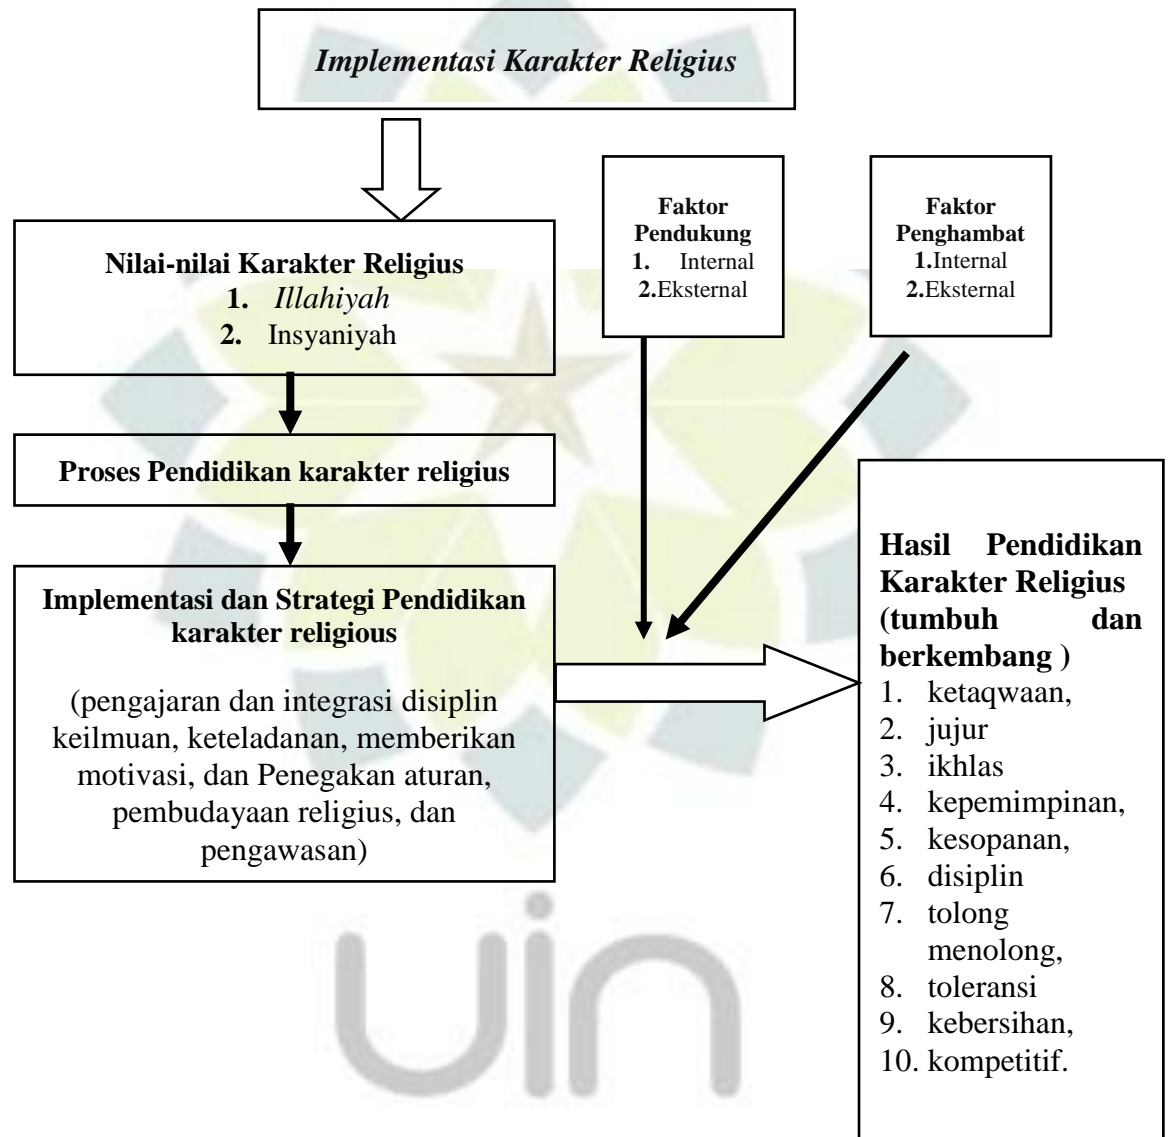 Implementasi Karakter Religius
Nilai-nilai Karakter Religius
1. Illahiyah
2. Insyaniyah
Faktor
Pendukung
1. Internal
2.Eksternal
Faktor
Penghambat
1.Internal
2.Eksternal
Proses Pendidikan karakter religius
Implementasi dan Strategi Pendidikan
karakter religious
(pengajaran dan integrasi disiplin
keilmuan, keteladanan, memberikan
motivasi, dan Penegakan aturan,
pembudayaan religius, dan
pengawasan)
Hasil Pendidikan
Karakter Religius
(tumbuh dan
berkembang )
1. ketaqwaan,
2. jujur
3. ikhlas
4. kepemimpinan,
5. kesopanan,
6. disiplin
7. tolong
menolong,
8. toleransi
9. kebersihan,
10. kompetitif.
uin